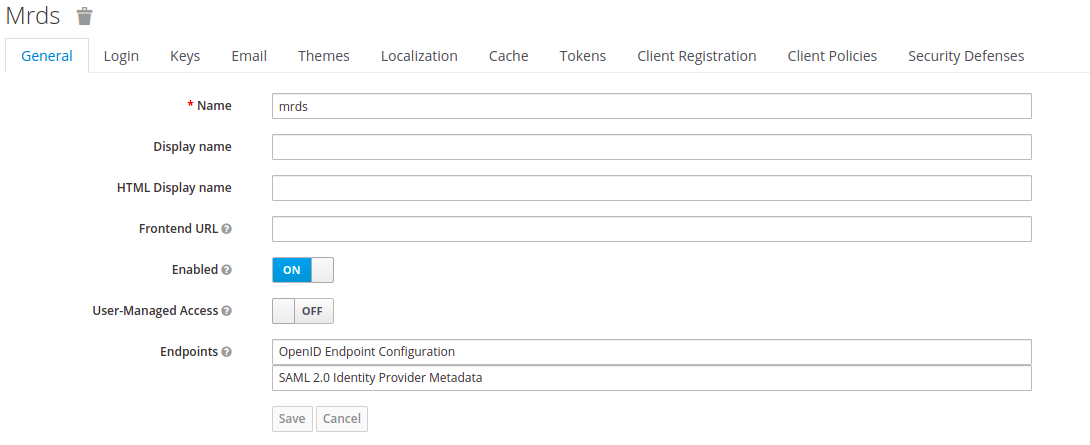 Mrds
General Login Keys Email Themes Localization Cache Tokens Client Registration Client Policies Security Defenses
* Name mrds
Display name
HTML Display name
Frontend URL ?
Enabled ? ON
User-Managed Access ? OFF
Endpoints ? OpenID Endpoint Configuration
SAML 2.0 Identity Provider Metadata
Save Cancel